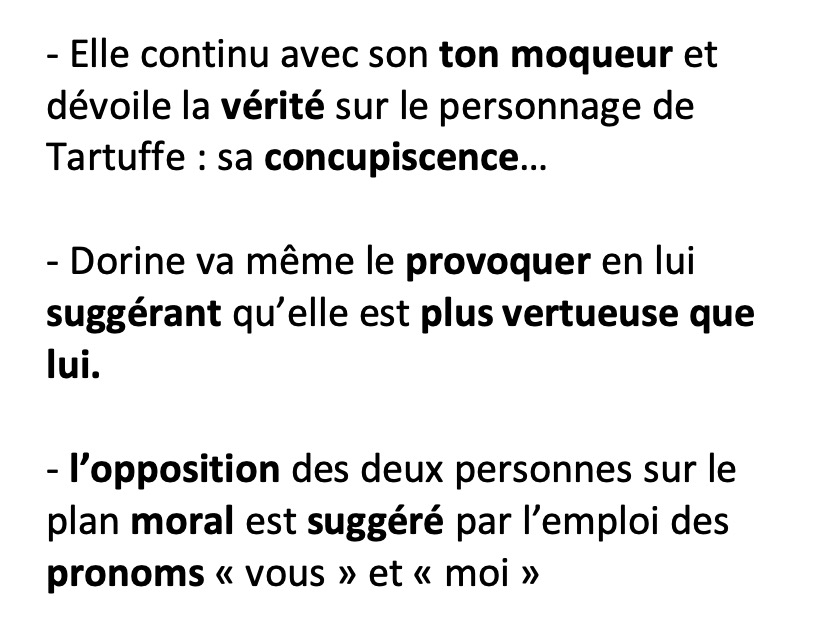 - Elle continu avec son ton moqueur et
dévoile la vérité sur le personnage de
Tartuffe : sa concupiscence…
- Dorine va même le provoquer en lui
suggérant qu’elle est plus vertueuse que
lui.
- l’opposition des deux personnes sur le
plan moral est suggéré par l’emploi des
pronoms « vous » et « moi »